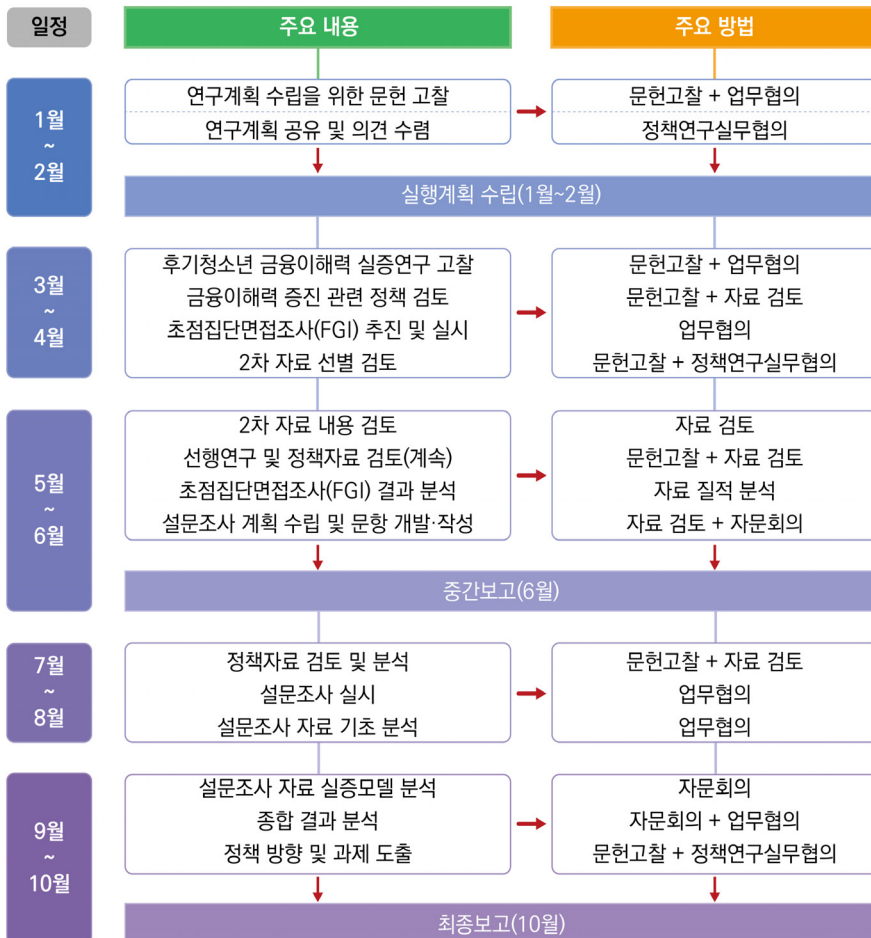 일정
주요 내용
주요 방법
1월
~
2월
연구계획 수립을 위한 문헌 고찰
연구계획 공유 및 의견 수렴
문헌고찰 + 업무협의
정책연구실무협의
실행계획 수립(1월~2월)
3월
~
4월
후기청소년 금융이해력 실증연구 고찰
금융이해력 증진 관련 정책 검토
초점집단면접조사(FGI) 추진 및 실시
2차 자료 선별 검토
문헌고찰 + 업무협의
문헌고찰 + 자료 검토
업무협의
문헌고찰 + 정책연구실무협의
5월
~
6월
2차 자료 내용 검토
선행연구 및 정책자료 검토(계속)
초점집단면접조사(FGI) 결과 분석
설문조사 계획 수립 및 문항 개발·작성
자료 검토
문헌고찰 + 자료 검토
자료 질적 분석
자료 검토 + 자문회의
중간보고(6월)
7월
~
8월
정책자료 검토 및 분석
설문조사 실시
설문조사 자료 기초 분석
문헌고찰 + 자료 검토
업무협의
업무협의
9월
~
10월
설문조사 자료 실증모델 분석
종합 결과 분석
정책 방향 및 과제 도출
자문회의
자문회의 + 업무협의
문헌고찰 + 정책연구실무협의
최종보고(10월)